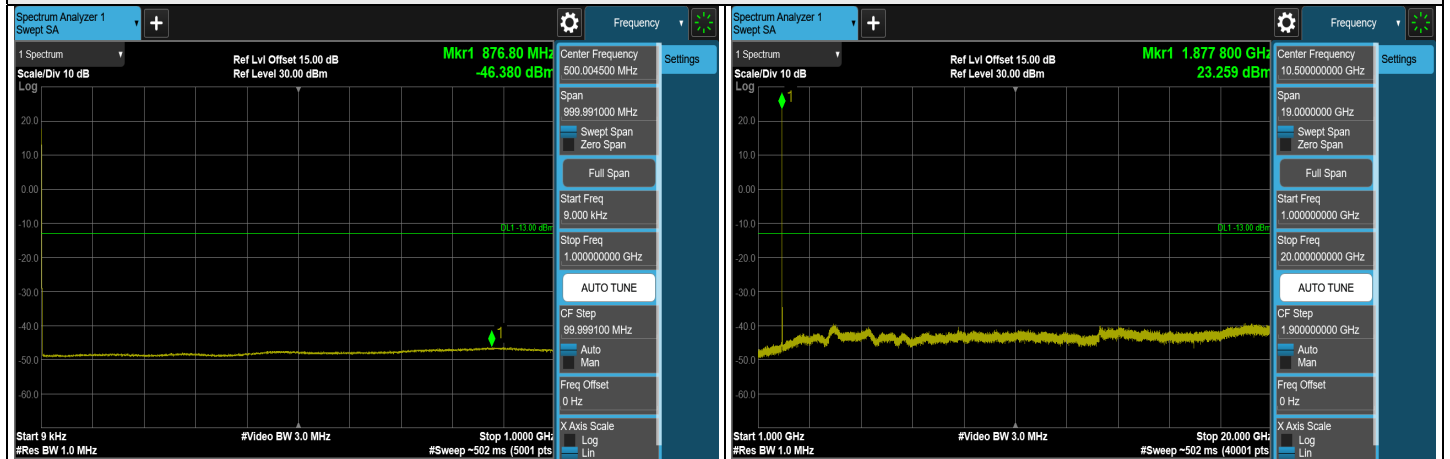 Spectrum Analyzer 1
Swept SA
+
Frequency
1 Spectrum
Scale/Div 10 dB
Log
Ref Lvl Offset 15.00 dB
Ref Level 30.00 dBm
Mkr1 876.80 MHz
-46.380 dBm
20.0
10.0
0.00
-10.0
-20.0
-30.0
-40.0
-50.0
-60.0
DL1 -13.00 dBm
1
Start 9 kHz
#Res BW 1.0 MHz
#Video BW 3.0 MHz
Stop 1.0000 GHz
#Sweep ~502 ms (5001 pts
Center Frequency
500.004500 MHz
Span
999.991000 MHz
Swept Span
Zero Span
Full Span
Start Freq
9.000 kHz
Stop Freq
1.000000000 GHz
AUTO TUNE
CF Step
99.999100 MHz
Auto
Man
Freq Offset
0 Hz
X Axis Scale
Log
Lin
Settings
Spectrum Analyzer 1
Swept SA
+
Frequency
1 Spectrum
Scale/Div 10 dB
Log
Ref Lvl Offset 15.00 dB
Ref Level 30.00 dBm
Mkr1 1.877 800 GHz
23.259 dBm
20.0
10.0
0.00
-10.0
-20.0
-30.0
-40.0
-50.0
-60.0
DL1 -13.00 dBm
1
Start 1.000 GHz
#Res BW 1.0 MHz
#Video BW 3.0 MHz
Stop 20.000 GHz
#Sweep ~502 ms (40001 pts
Center Frequency
10.500000000 GHz
Span
19.0000000 GHz
Swept Span
Zero Span
Full Span
Start Freq
1.000000000 GHz
Stop Freq
20.000000000 GHz
AUTO TUNE
CF Step
1.900000000 GHz
Auto
Man
Freq Offset
0 Hz
X Axis Scale
Log
Lin
Settings